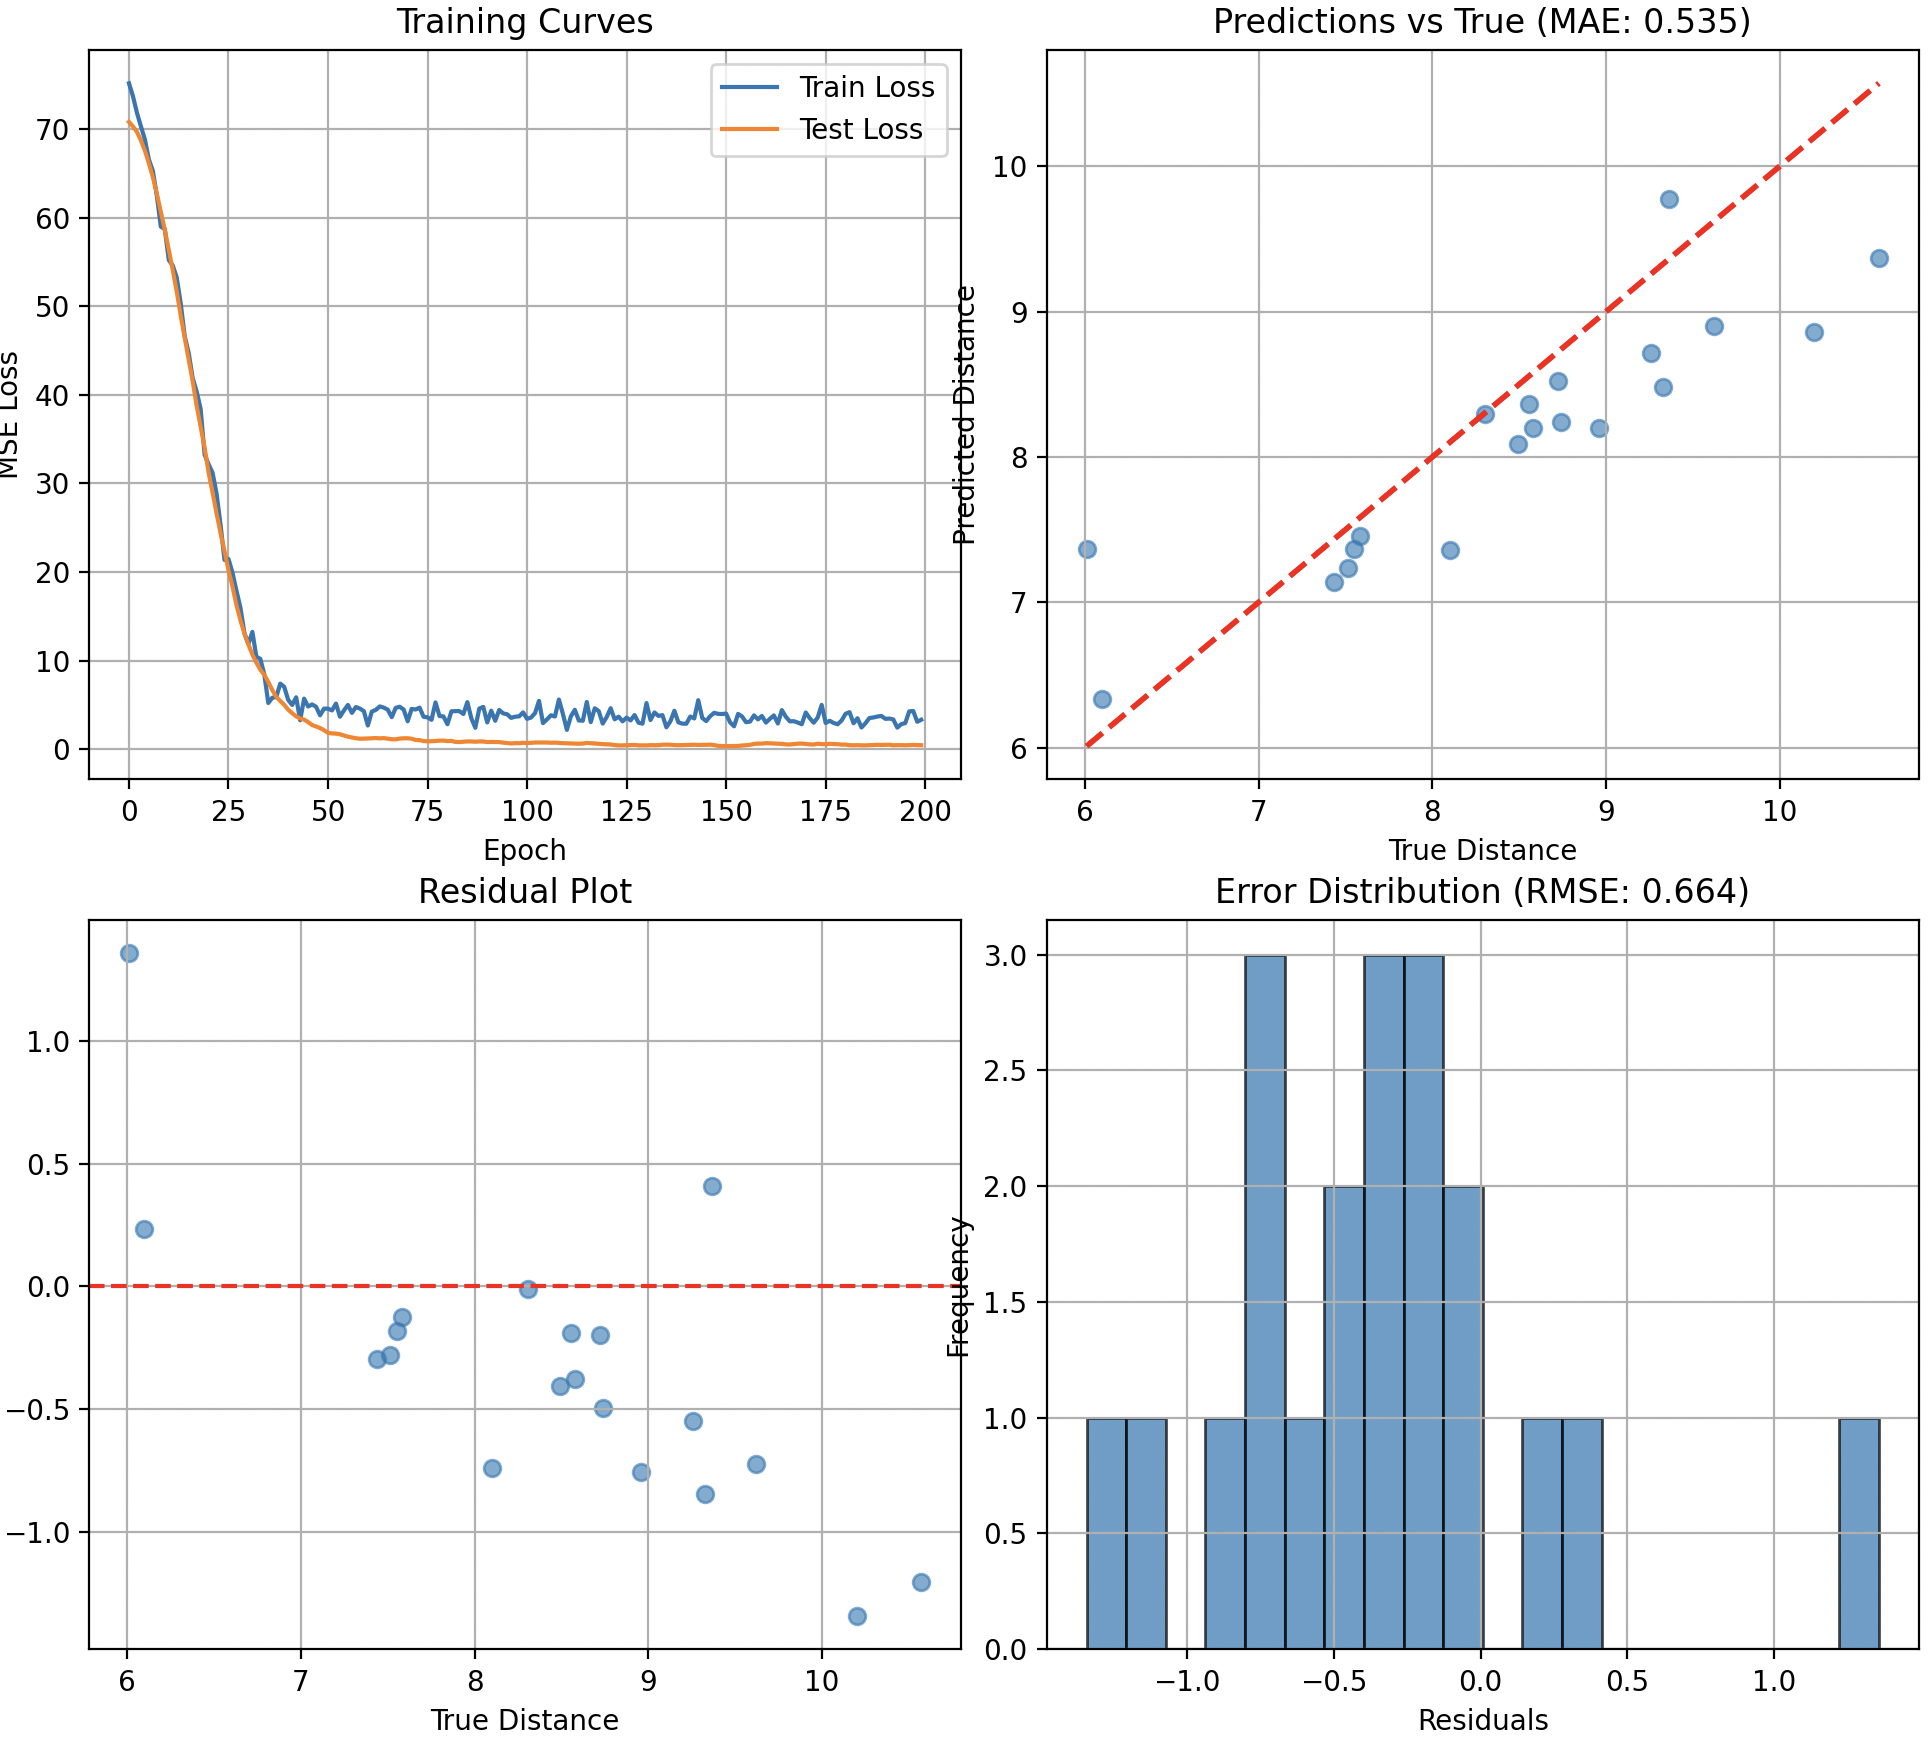 Training Curves
Train Loss
Test Loss
MSE Loss
70
60
50
40
30
20
10
0
0 25 50 75 100 125 150 175 200
Epoch
Predictions vs True (MAE: 0.535)
Predicted Distance
10
9
8
7
6
6 7 8 9 10
True Distance
Residual Plot
1.0
0.5
0.0
−0.5
−1.0
6 7 8 9 10
True Distance
Error Distribution (RMSE: 0.664)
Frequency
3.0
2.5
2.0
1.5
1.0
0.5
0.0
−1.0 −0.5 0.0 0.5 1.0
Residuals